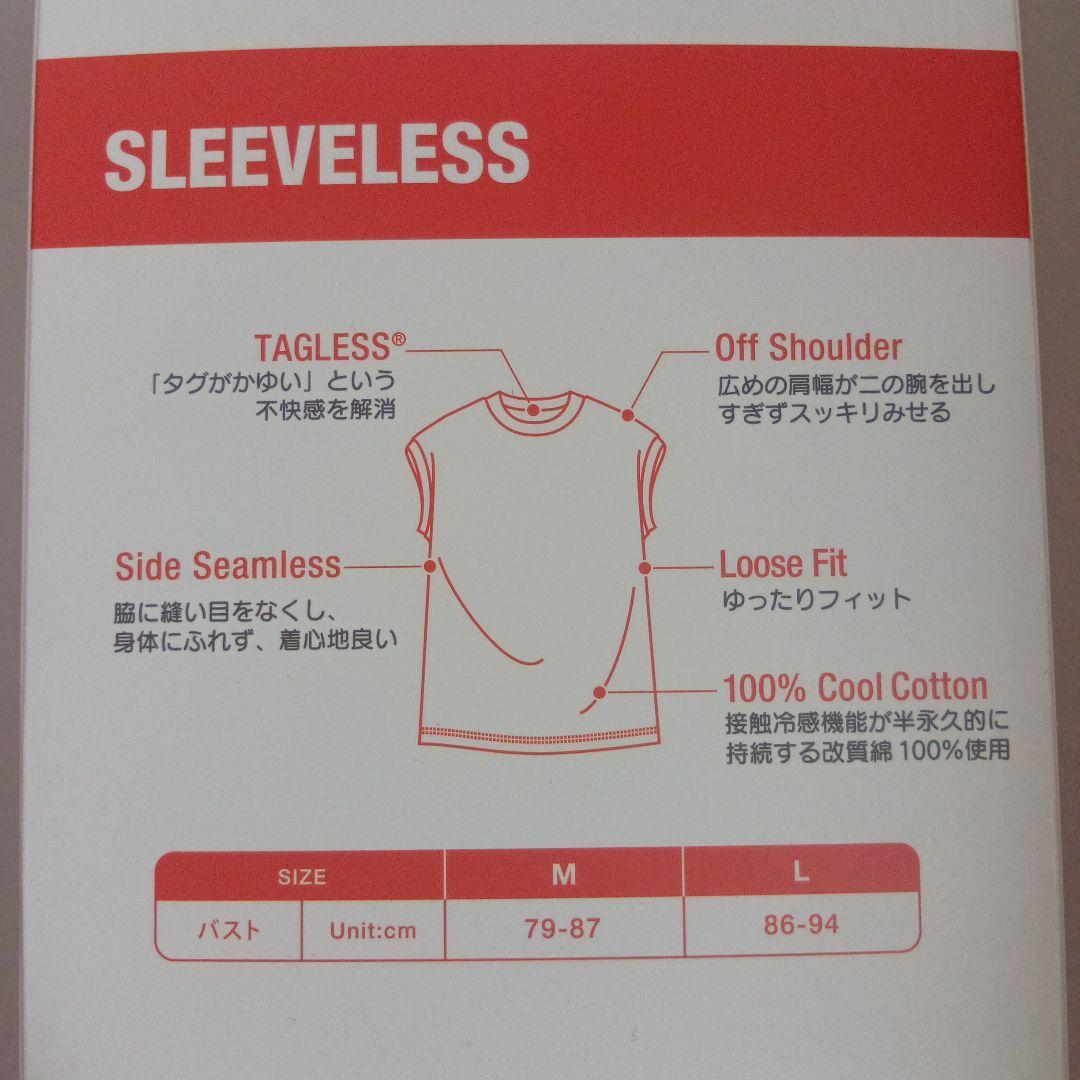 SLEEVELESS
TAGLESS®
「タグがかゆい」という
不快感を解消
Off Shoulder
広めの肩幅が二の腕を出し
すぎずスッキリみせる
Side Seamless
脇に縫い目をなくし、
身体にふれず、着心地良い
Loose Fit
ゆったりフィット
100% Cool Cotton
接触冷感機能が半永久的に
持続する改質綿100%使用
SIZE M L
バスト Unit:cm 79-87 86-94